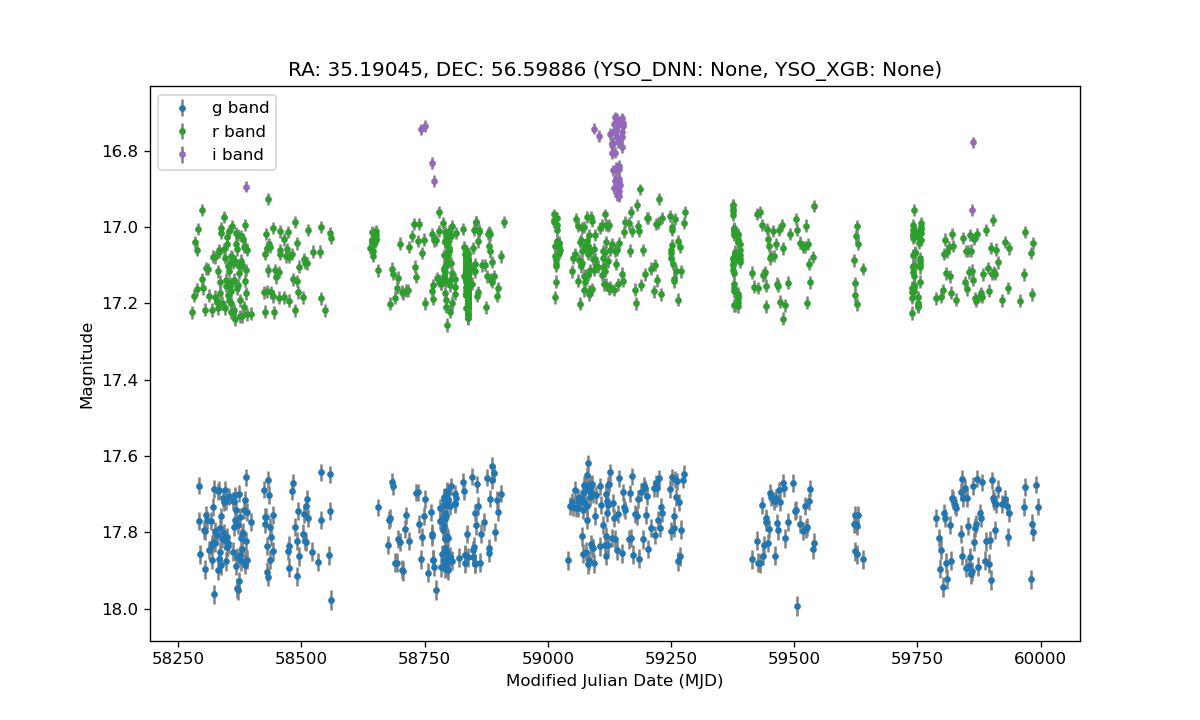 RA: 35.19045, DEC: 56.59886 (YSO_DNN: None, YSO_XGB: None)
g band
r band
i band
16.8
17.0
17.2
17.4
17.6
17.8
18.0
Magnitude
58250 58500 58750 59000 59250 59500 59750 60000
Modified Julian Date (MJD)